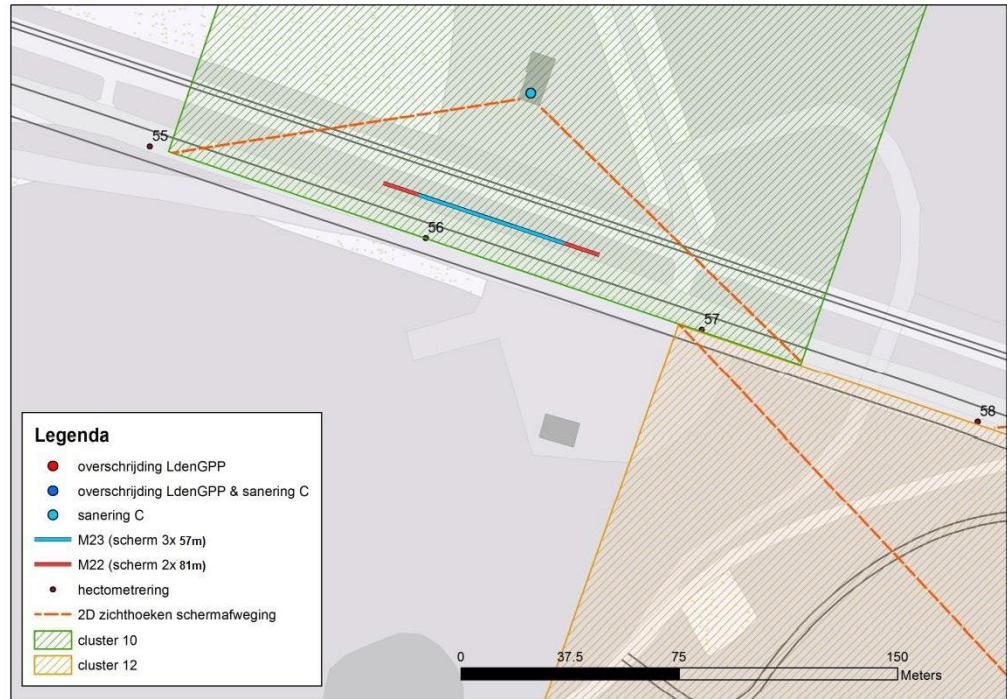 55
56
57
58
Legenda
overschrijding LdenGPP
overschrijding LdenGPP & sanering C
sanering C
M23 (scherm 3x 57m)
M22 (scherm 2x 81m)
hectometrering
2D zichthoeken schermafweging
cluster 10
cluster 12
0 37.5 75 150
Meters